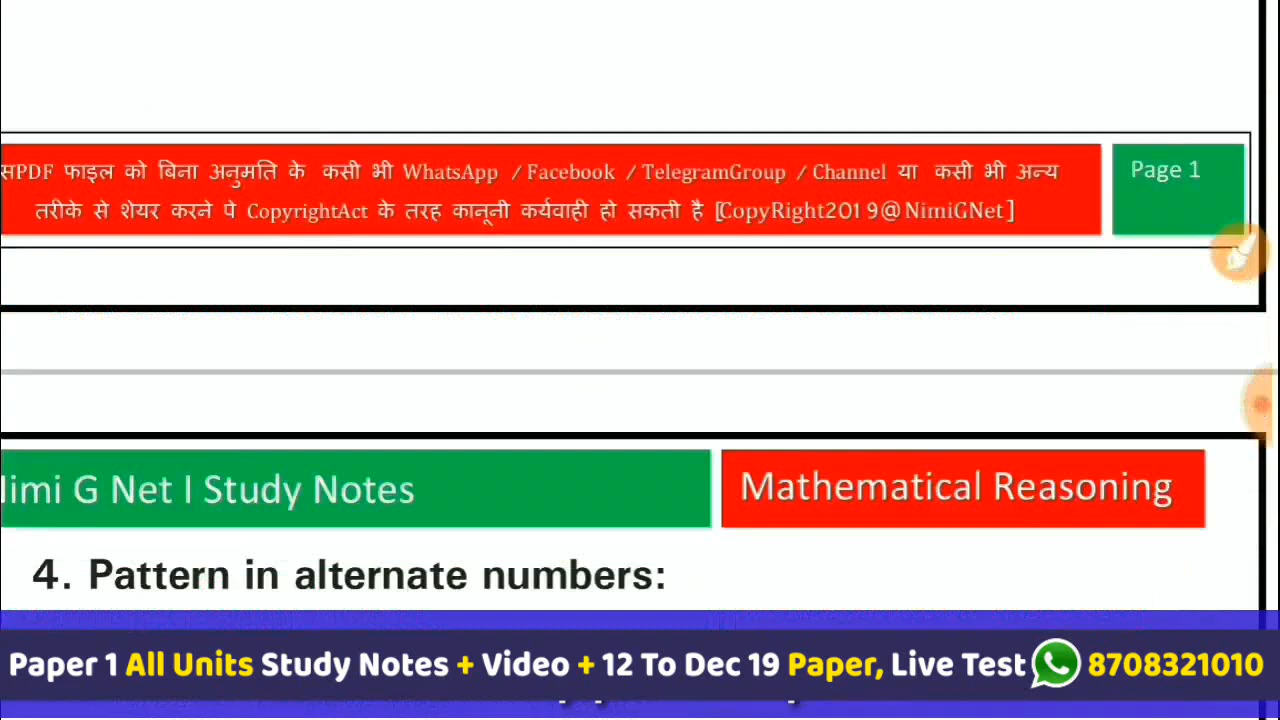 सPDF फाइल को बिना अनुमति के कसी भी WhatsApp / Facebook / TelegramGroup / Channel या कसी भी अन्य
तरीके से शेयर करने पे CopyrightAct के तरह कानूनी कर्यवाही हो सकती है [CopyRight2019@NimiGNet]
Page 1
imi G Net I Study Notes
Mathematical Reasoning
4. Pattern in alternate numbers:
Paper 1 All Units Study Notes + Video + 12 To Dec 19 Paper, Live Test 8708321010